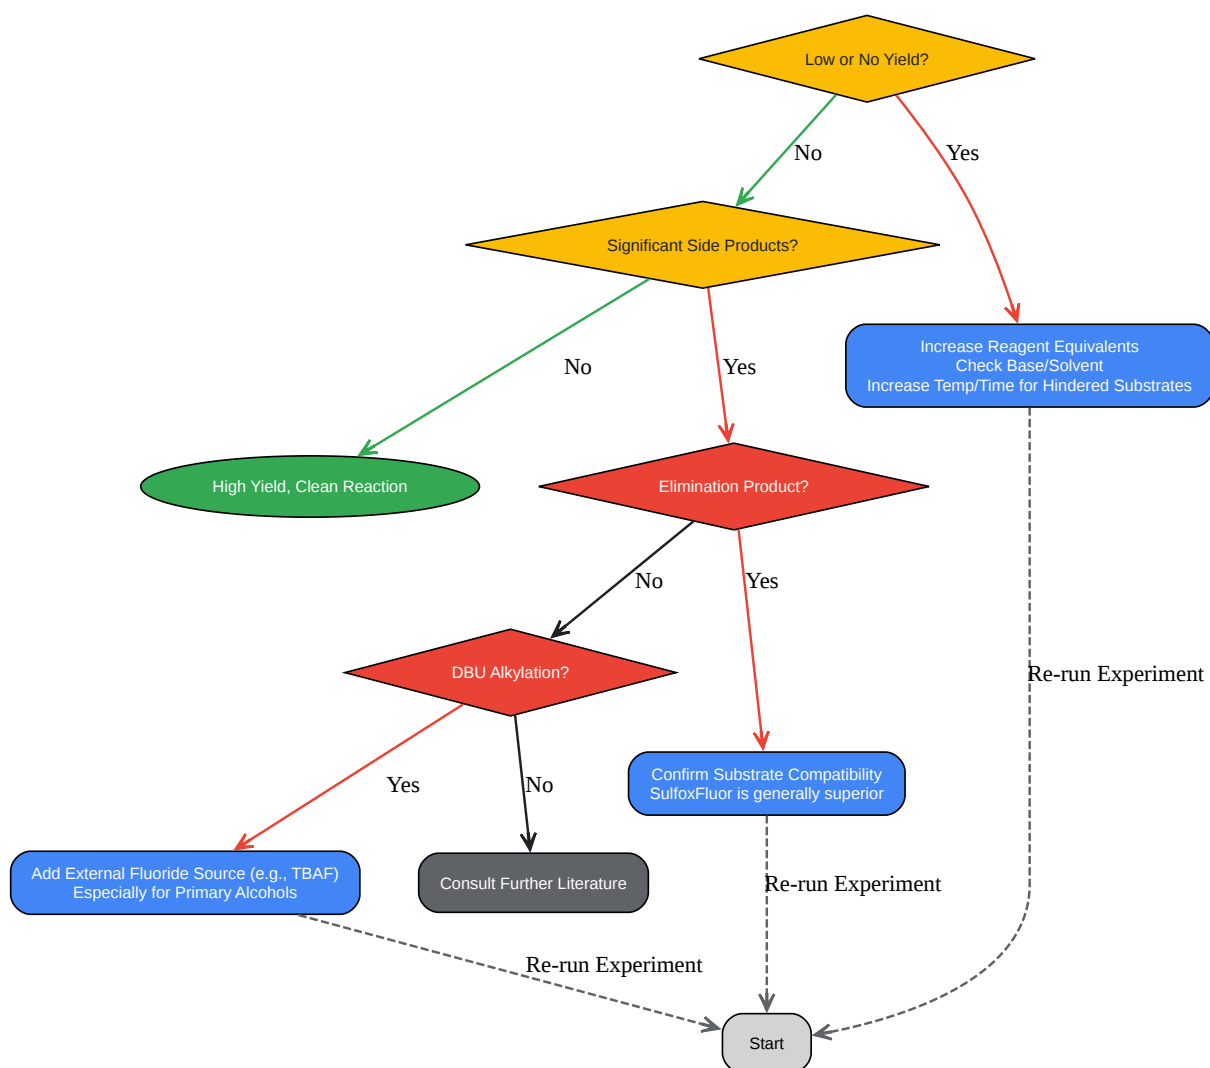 Low or No Yield?
No
Yes
Significant Side Products?
No
Yes
Increase Reagent Equivalents
Check Base/Solvent
Increase Temp/Time for Hindered Substrates
High Yield, Clean Reaction
Elimination Product?
No
Yes
DBU Alkylation?
Re-run Experiment
Yes
No
Confirm Substrate Compatibility
SulfoxFluor is generally superior
Add External Fluoride Source (e.g., TBAF)
Especially for Primary Alcohols
Consult Further Literature
Re-run Experiment
Re-run Experiment
Start